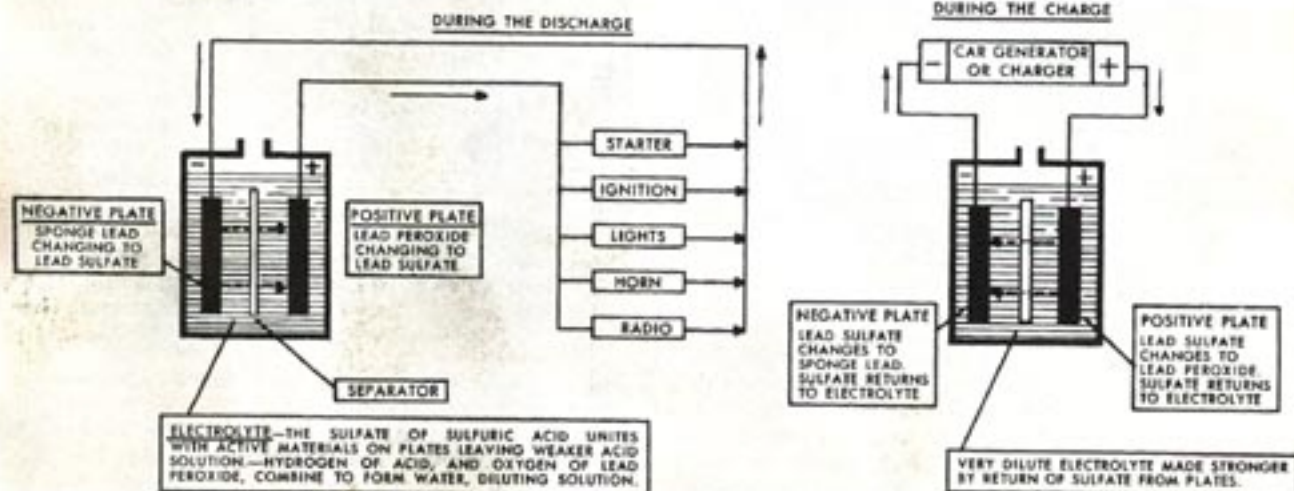 DURING THE DISCHARGE
- +
NEGATIVE PLATE
SPONGE LEAD
CHANGING TO
LEAD SULFATE
POSITIVE PLATE
LEAD PEROXIDE
CHANGING TO
LEAD SULFATE
STARTER
IGNITION
LIGHTS
HORN
RADIO
SEPARATOR
ELECTROLYTE—THE SULFATE OF SULFURIC ACID UNITES
WITH ACTIVE MATERIALS ON PLATES LEAVING WEAKER ACID
SOLUTION.—HYDROGEN OF ACID, AND OXYGEN OF LEAD
PEROXIDE, COMBINE TO FORM WATER, DILUTING SOLUTION.
DURING THE CHARGE
- CAR GENERATOR +
OR CHARGER
- +
NEGATIVE PLATE
LEAD SULFATE
CHANGES TO
SPONGE LEAD.
SULFATE RETURNS
TO ELECTROLYTE
POSITIVE PLATE
LEAD SULFATE
CHANGES TO
LEAD PEROXIDE.
SULFATE RETURNS
TO ELECTROLYTE
VERY DILUTE ELECTROLYTE MADE STRONGER
BY RETURN OF SULFATE FROM PLATES.